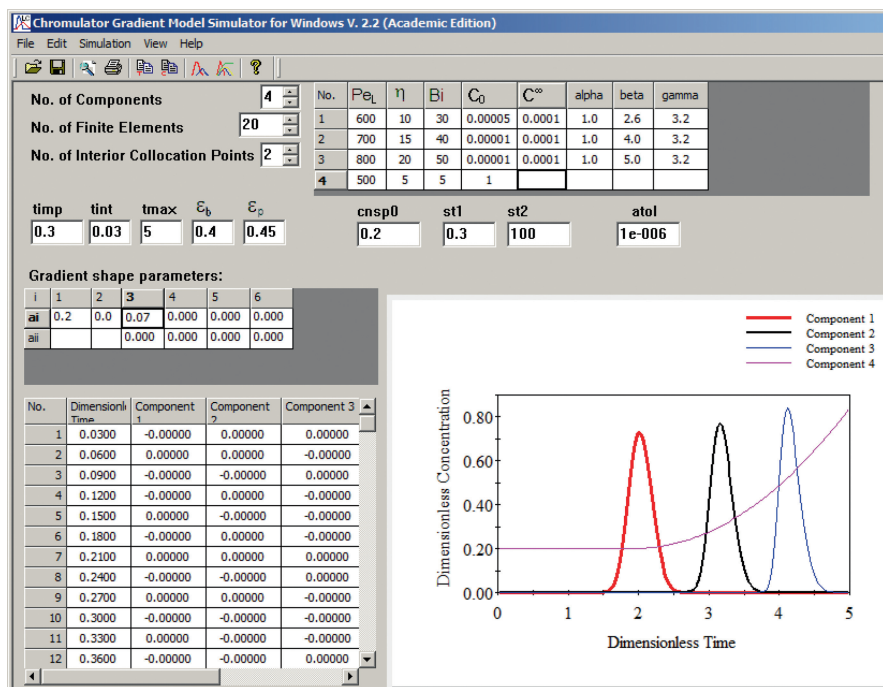 Chromulator Gradient Model Simulator for Windows V. 2.2 (Academic Edition)
File Edit Simulation View Help
No. of Components 4
No. of Finite Elements 20
No. of Interior Collocation Points 2
No. Pe_L η Bi C_0 C^∞ alpha beta gamma
1 600 10 30 0.00005 0.0001 1.0 2.6 3.2
2 700 15 40 0.00001 0.0001 1.0 4.0 3.2
3 800 20 50 0.00001 0.0001 1.0 5.0 3.2
4 500 5 5 1
timp tint tmax ε_b ε_p cnsp0 st1 st2 atol
0.3 0.03 5 0.4 0.45 0.2 0.3 100 1e-006
Gradient shape parameters:
i 1 2 3 4 5 6
ai 0.2 0.0 0.07 0.000 0.000 0.000
aii 0.000 0.000 0.000 0.000
No. Dimensionl Component Component Component 3
Time 1 2
1 0.0300 -0.00000 0.00000 0.00000
2 0.0600 0.00000 0.00000 -0.00000
3 0.0900 0.00000 -0.00000 0.00000
4 0.1200 -0.00000 0.00000 -0.00000
5 0.1500 0.00000 -0.00000 -0.00000
6 0.1800 -0.00000 0.00000 -0.00000
7 0.2100 0.00000 0.00000 -0.00000
8 0.2400 -0.00000 -0.00000 0.00000
9 0.2700 0.00000 0.00000 -0.00000
10 0.3000 -0.00000 0.00000 -0.00000
11 0.3300 0.00000 -0.00000 0.00000
12 0.3600 -0.00000 -0.00000 0.00000
Component 1
Component 2
Component 3
Component 4
Dimensionless Concentration
0.80
0.60
0.40
0.20
0.00
0 1 2 3 4 5
Dimensionless Time